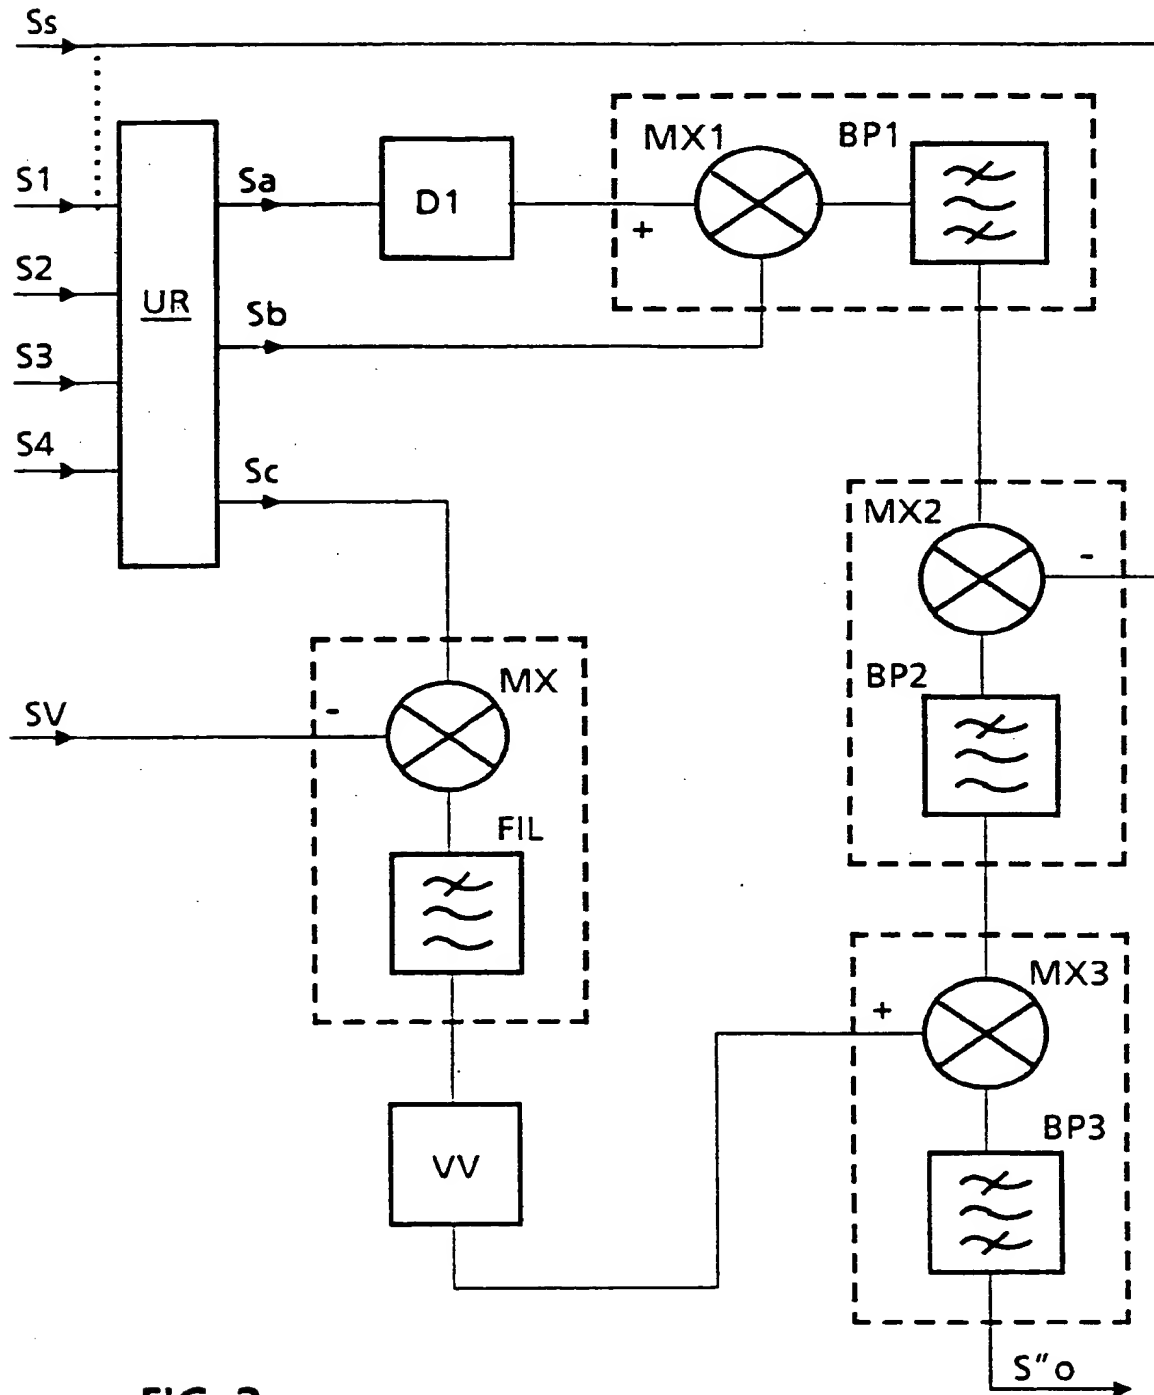 Ss
MX1
BP1
S1
Sa
D1
+
S2
UR
Sb
S3
S4
Sc
MX2
-
MX
BP2
SV
-
FIL
MX3
+
BP3
VV
S"o